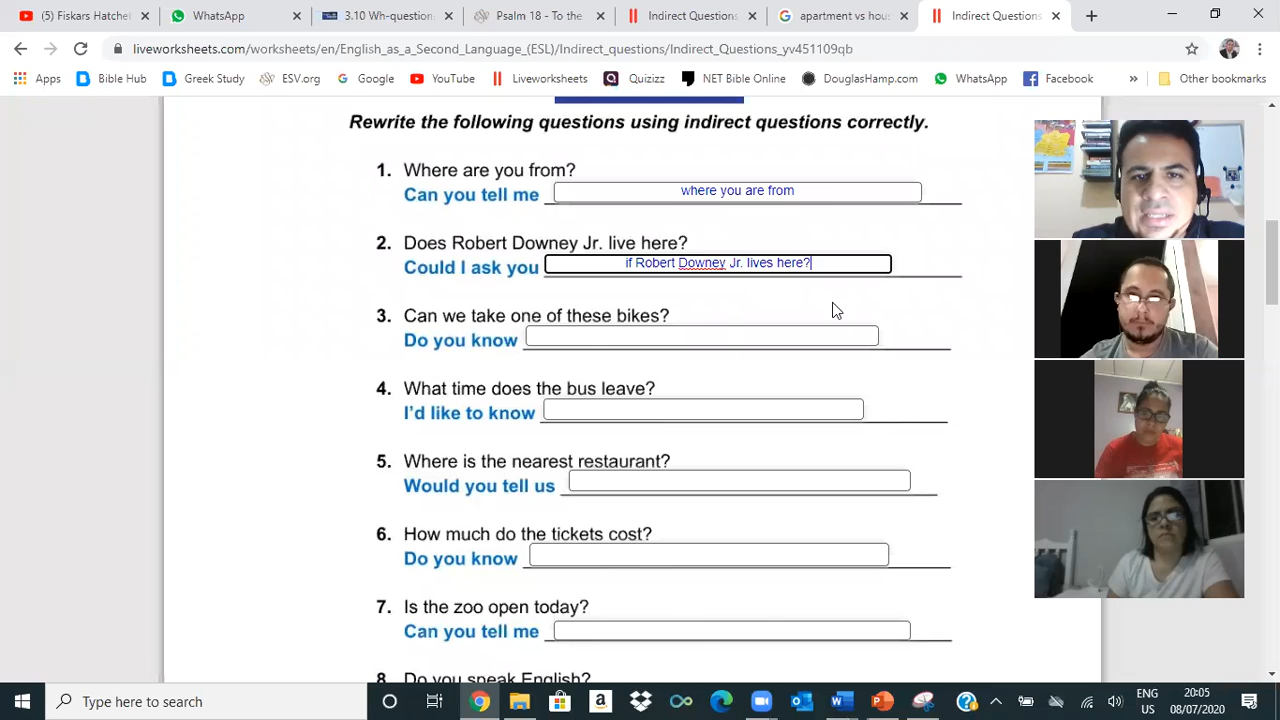 (5) Fiskars Hatchet
WhatsApp
3.10 Wh-questions
Psalm 18 - To the
Indirect Questions
apartment vs hous
Indirect Questions
liveworksheets.com/worksheets/en/English_as_a_Second_Language_(ESL)/Indirect_questions/Indirect_Questions_yv451109qb
Apps Bible Hub Greek Study ESV.org Google YouTube Liveworksheets Quizizz NET Bible Online DouglasHamp.com WhatsApp Facebook » Other bookmarks
Rewrite the following questions using indirect questions correctly.
1. Where are you from?
Can you tell me where you are from
2. Does Robert Downey Jr. live here?
Could I ask you if Robert Downey Jr. lives here?
3. Can we take one of these bikes?
Do you know
4. What time does the bus leave?
I'd like to know
5. Where is the nearest restaurant?
Would you tell us
6. How much do the tickets cost?
Do you know
7. Is the zoo open today?
Can you tell me
8. Do you speak English?
Type here to search
ENG 20:05
US 08/07/2020